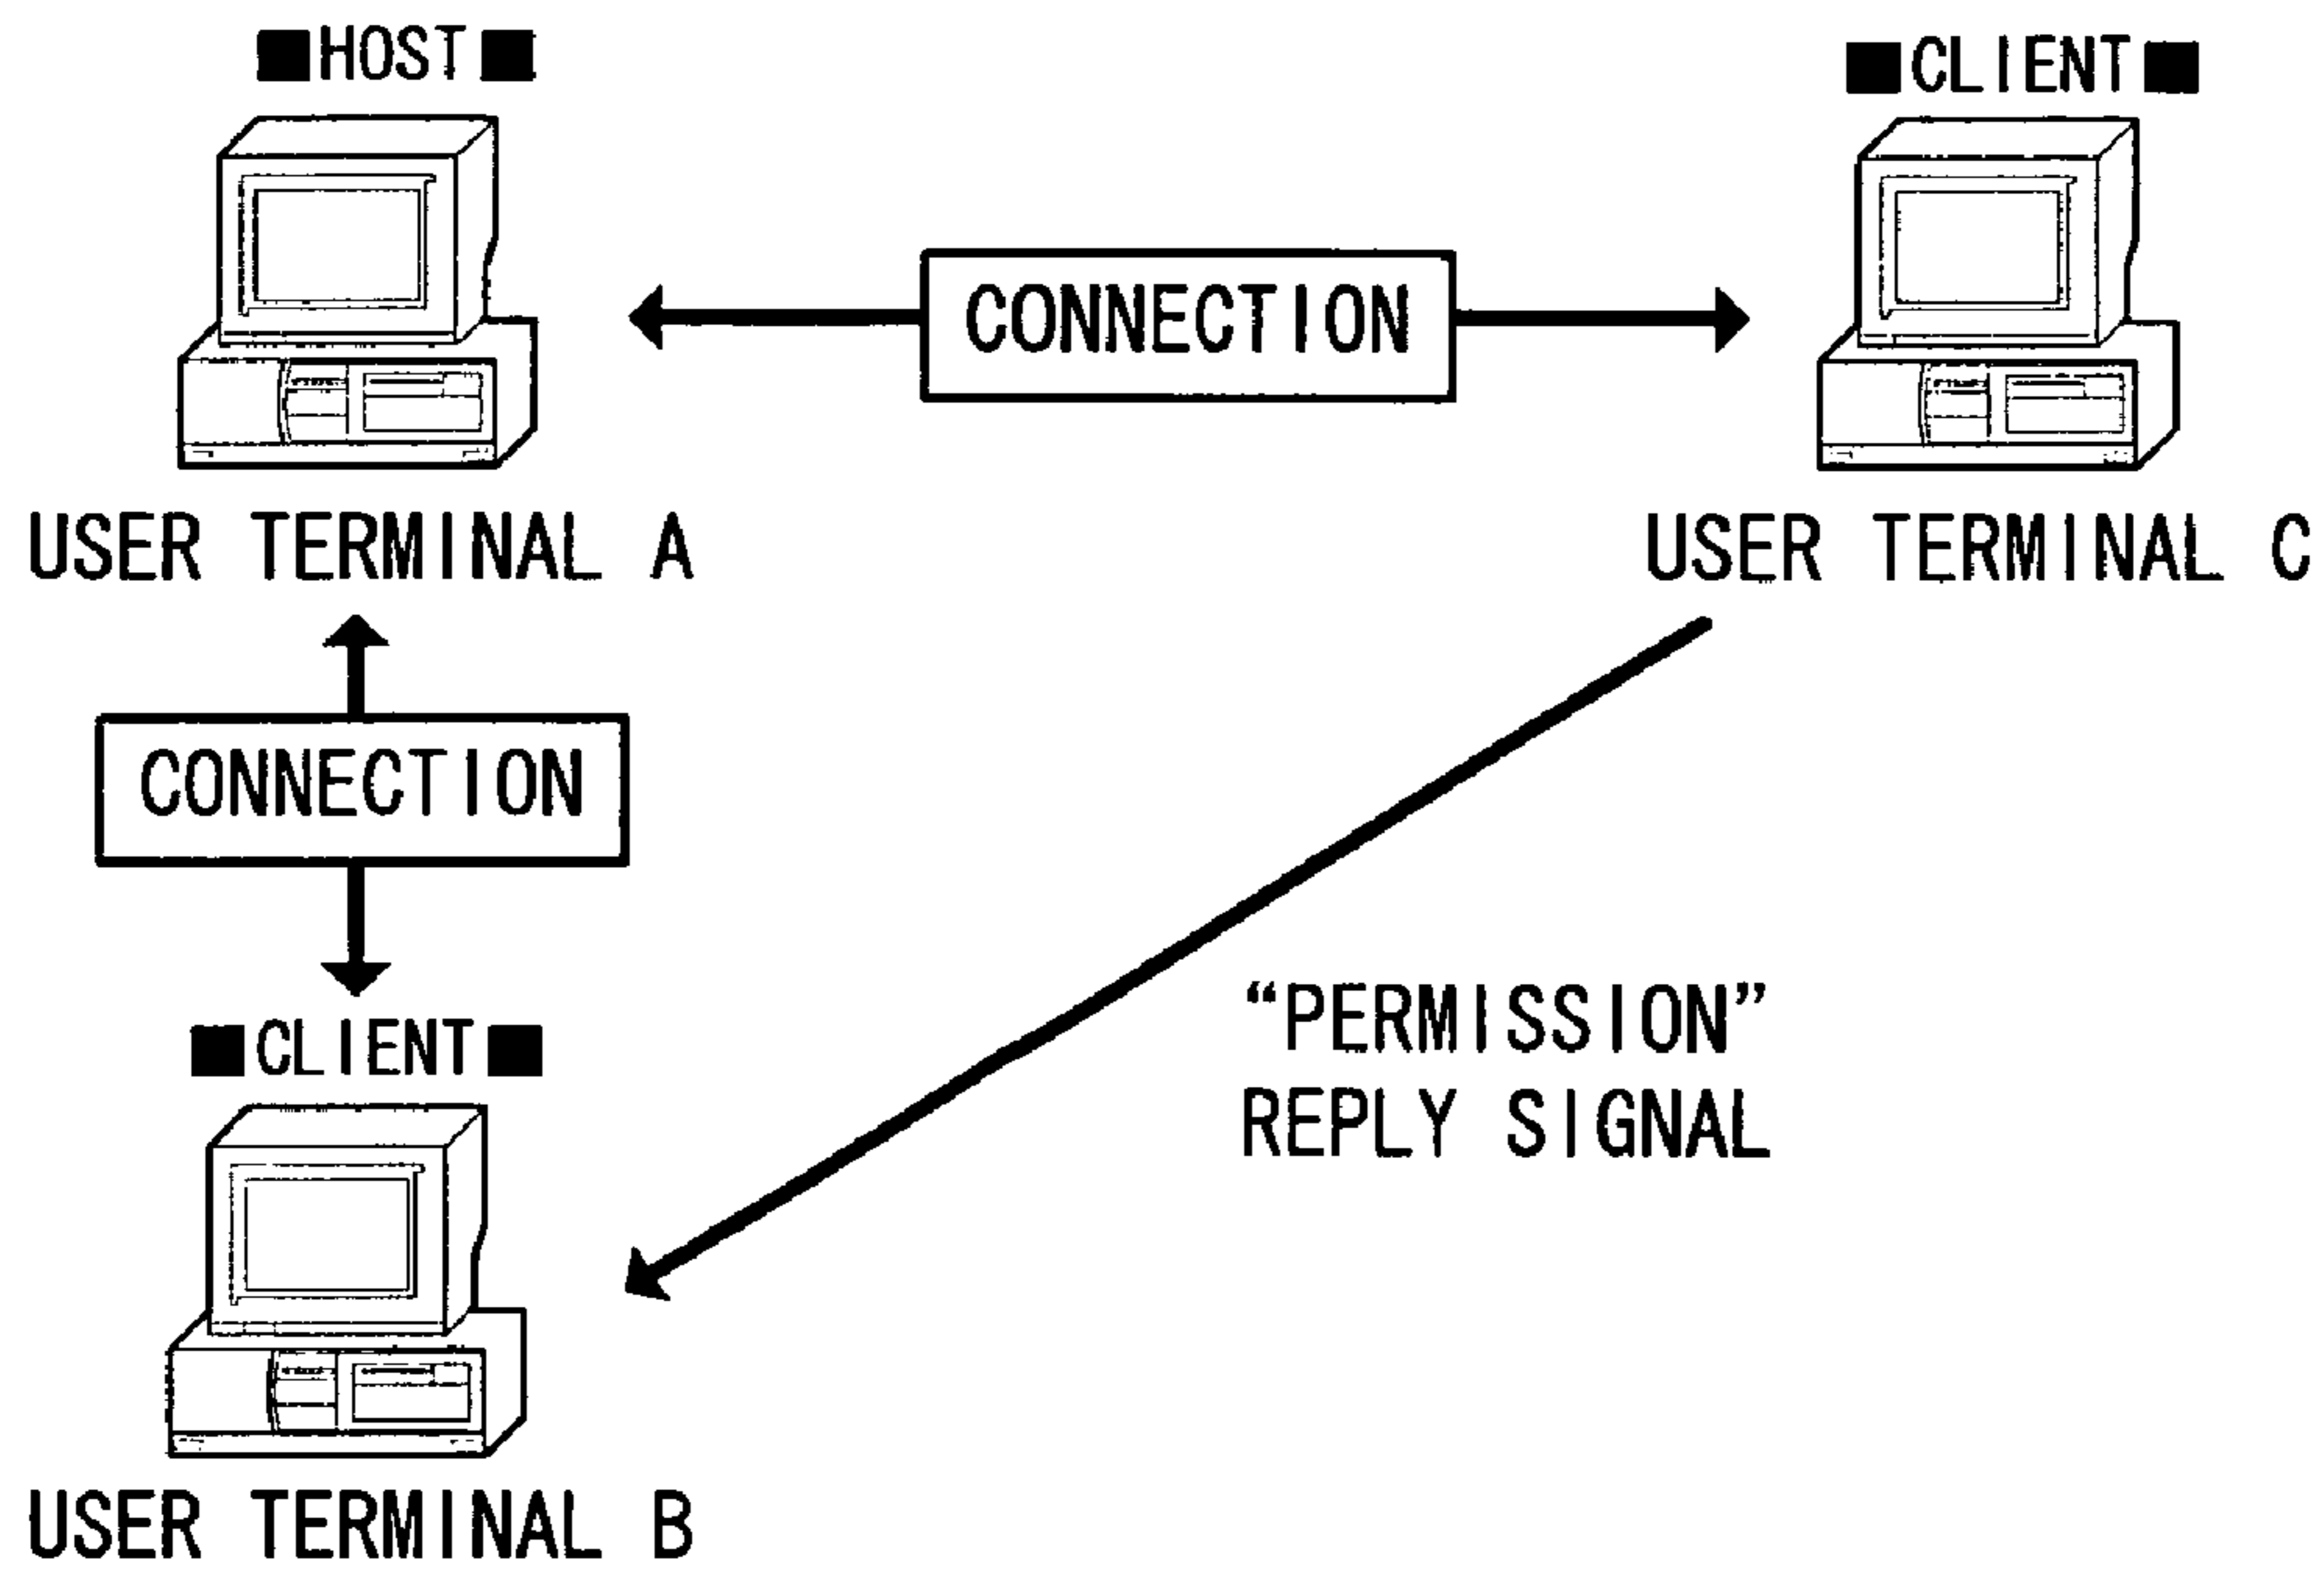 ■HOST■
■CLIENT■
CONNECTION
USER TERMINAL A
USER TERMINAL C
CONNECTION
■CLIENT■
“PERMISSION”
REPLY SIGNAL
USER TERMINAL B